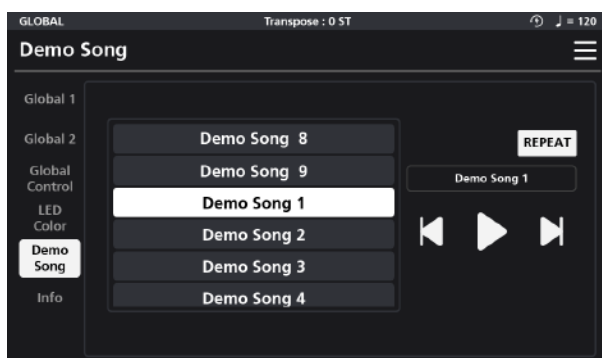 GLOBAL Transpose : 0 ST ♩ = 120
Demo Song
Global 1
Global 2
Global
Control
LED
Color
Demo
Song
Info
Demo Song 8
Demo Song 9
Demo Song 1
Demo Song 2
Demo Song 3
Demo Song 4
REPEAT
Demo Song 1